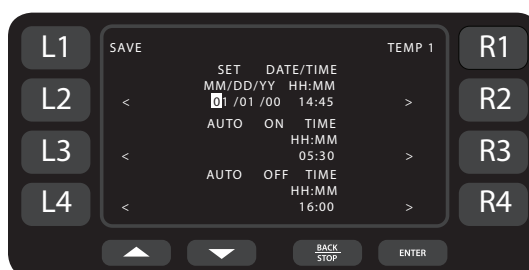 L1 SAVE TEMP 1 R1
SET DATE/TIME
MM/DD/YY HH:MM
L2 < 01 /01 /00 14:45 > R2
AUTO ON TIME
HH:MM
L3 < 05:30 > R3
AUTO OFF TIME
HH:MM
L4 < 16:00 > R4
BACK
STOP ENTER